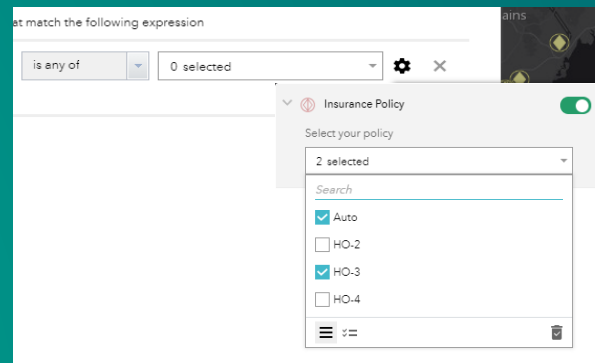 at match the following expression
ains
is any of
0 selected
Insurance Policy
Select your policy
2 selected
Search
Auto
HO-2
HO-3
HO-4